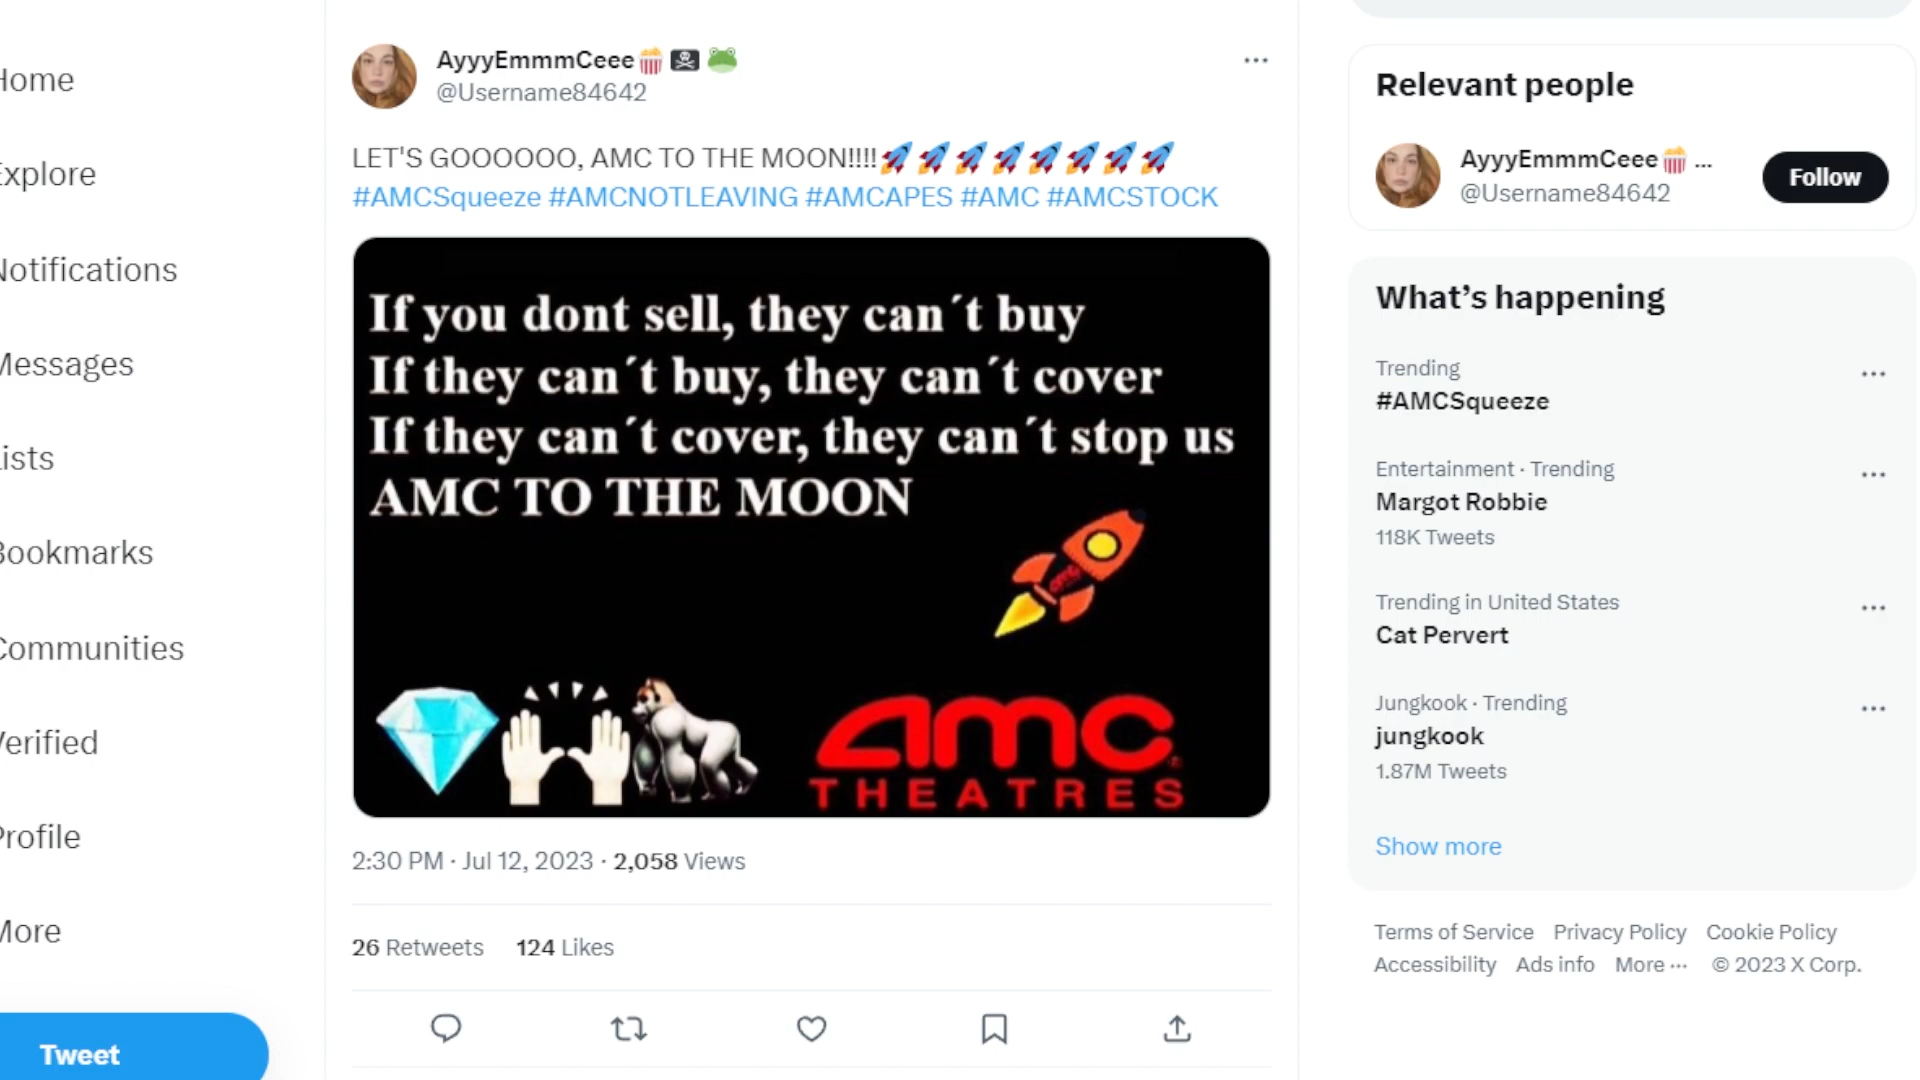 Home
Explore
Notifications
Messages
Lists
Bookmarks
Communities
Verified
Profile
More
Tweet
AyyyEmmmCeee🍿🏴‍☠️🐸
@Username84642
LET'S GOOOOOO, AMC TO THE MOON!!!!🚀🚀🚀🚀🚀🚀🚀🚀
#AMCSqueeze #AMCNOTLEAVING #AMCAPES #AMC #AMCSTOCK
If you dont sell, they can´t buy
If they can´t buy, they can´t cover
If they can´t cover, they can´t stop us
AMC TO THE MOON
amc
amc
THEATRES
2:30 PM · Jul 12, 2023 · 2,058 Views
26 Retweets 124 Likes
Relevant people
AyyyEmmmCeee🍿 ...
@Username84642
Follow
What’s happening
Trending
#AMCSqueeze
Entertainment · Trending
Margot Robbie
118K Tweets
Trending in United States
Cat Pervert
Jungkook · Trending
jungkook
1.87M Tweets
Show more
Terms of Service Privacy Policy Cookie Policy
Accessibility Ads info More ··· © 2023 X Corp.